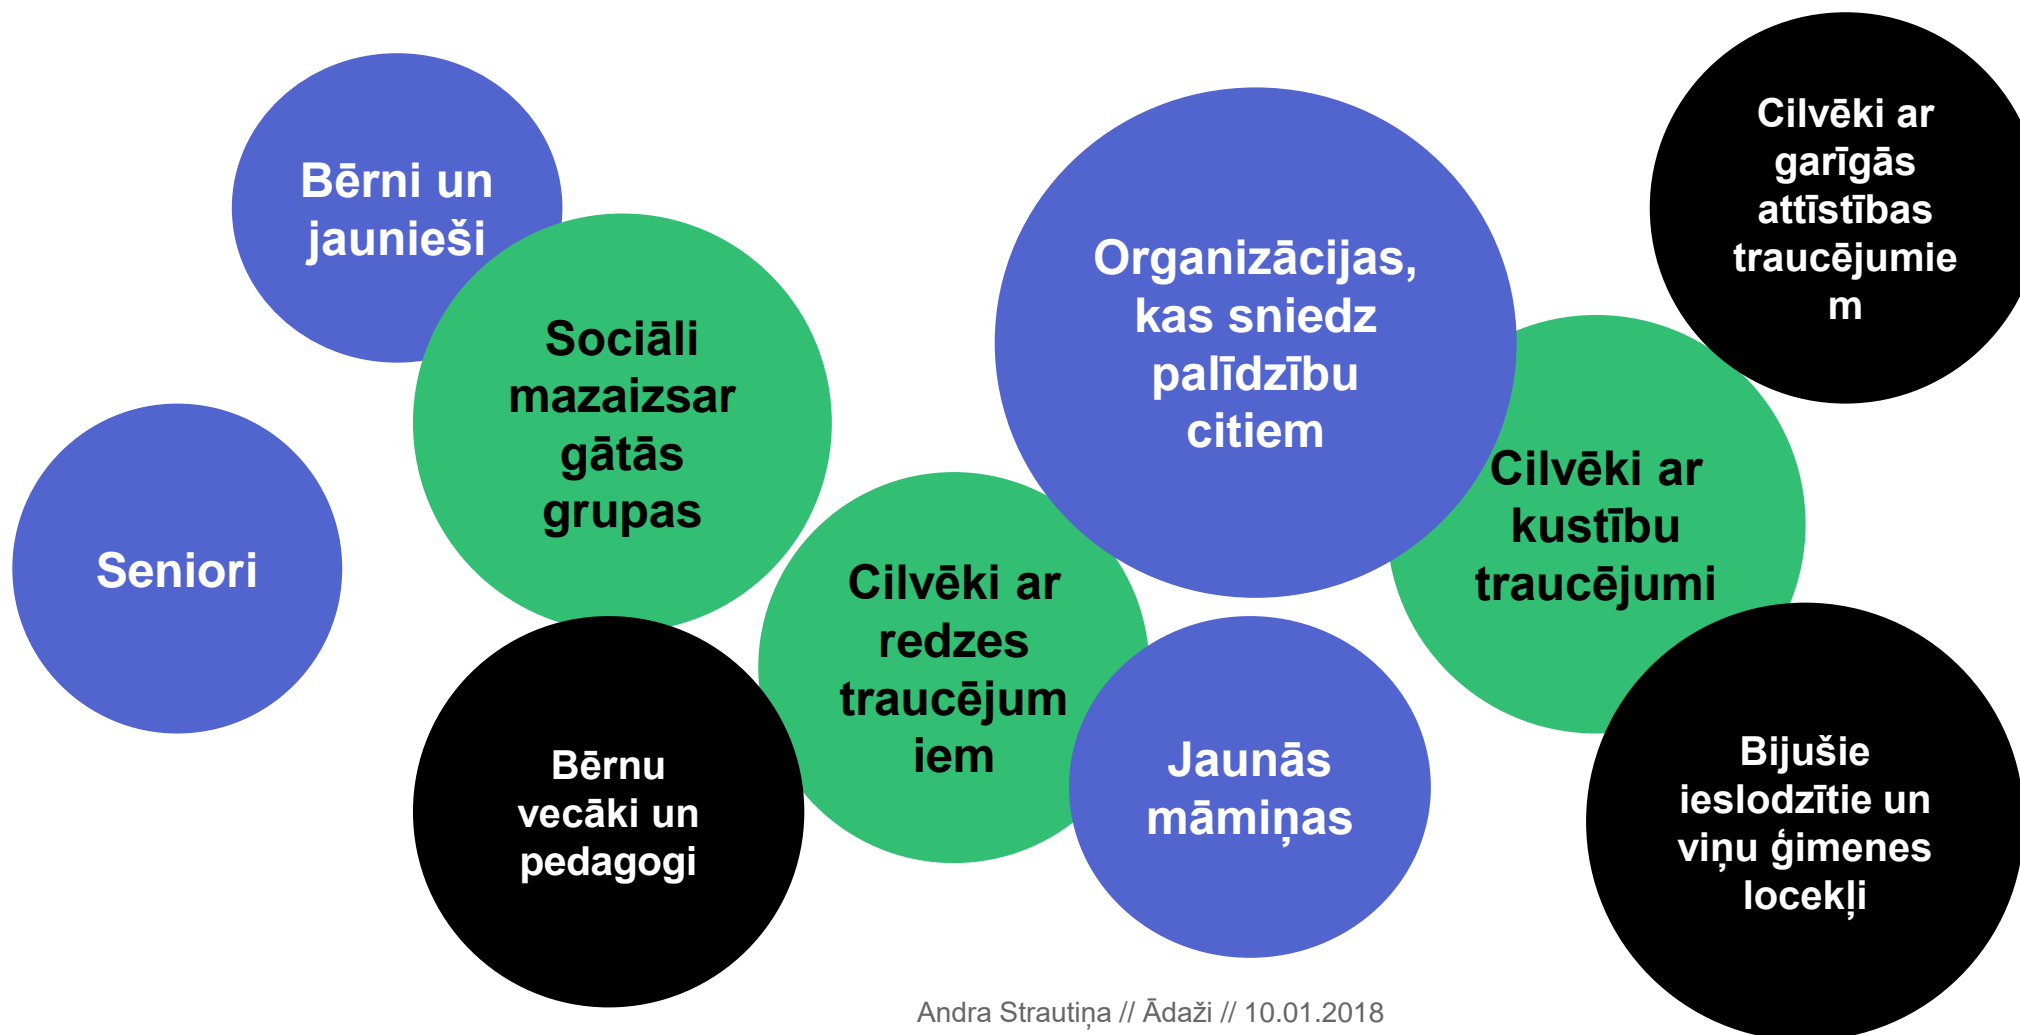 Bērni un
jaunieši
Sociāli
mazaizsar
gātās
grupas
Seniori
Bērnu
vecāki un
pedagogi
Cilvēki ar
redzes
traucējum
iem
Organizācijas,
kas sniedz
palīdzību
citiem
Jaunās
māmiņas
Cilvēki ar
kustību
traucējumi
Cilvēki ar
garīgās
attīstības
traucējumie
m
Bijušie
ieslodzītie un
viņu ģimenes
locekļi
Andra Strautiņa // Ādaži // 10.01.2018